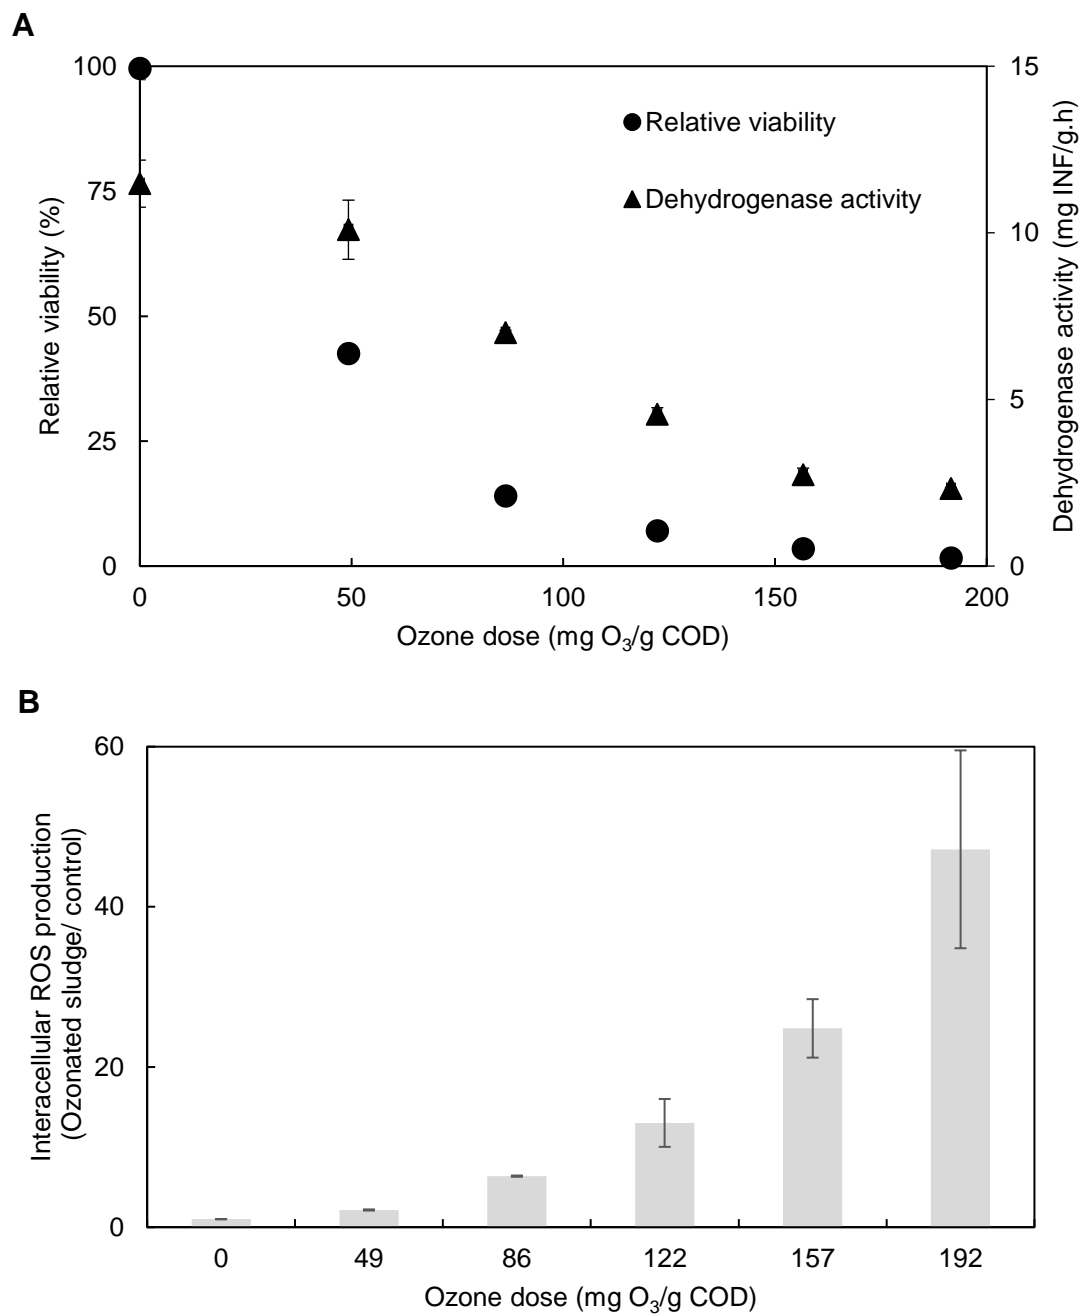 A
100
75
50
25
0
Relative viability (%)
15
10
5
0
Dehydrogenase activity (mg INF/g.h)
Relative viability
Dehydrogenase activity
0 50 100 150 200
Ozone dose (mg O₃/g COD)
B
60
40
20
0
Interacellular ROS production
(Ozonated sludge/ control)
0 49 86 122 157 192
Ozone dose (mg O₃/g COD)